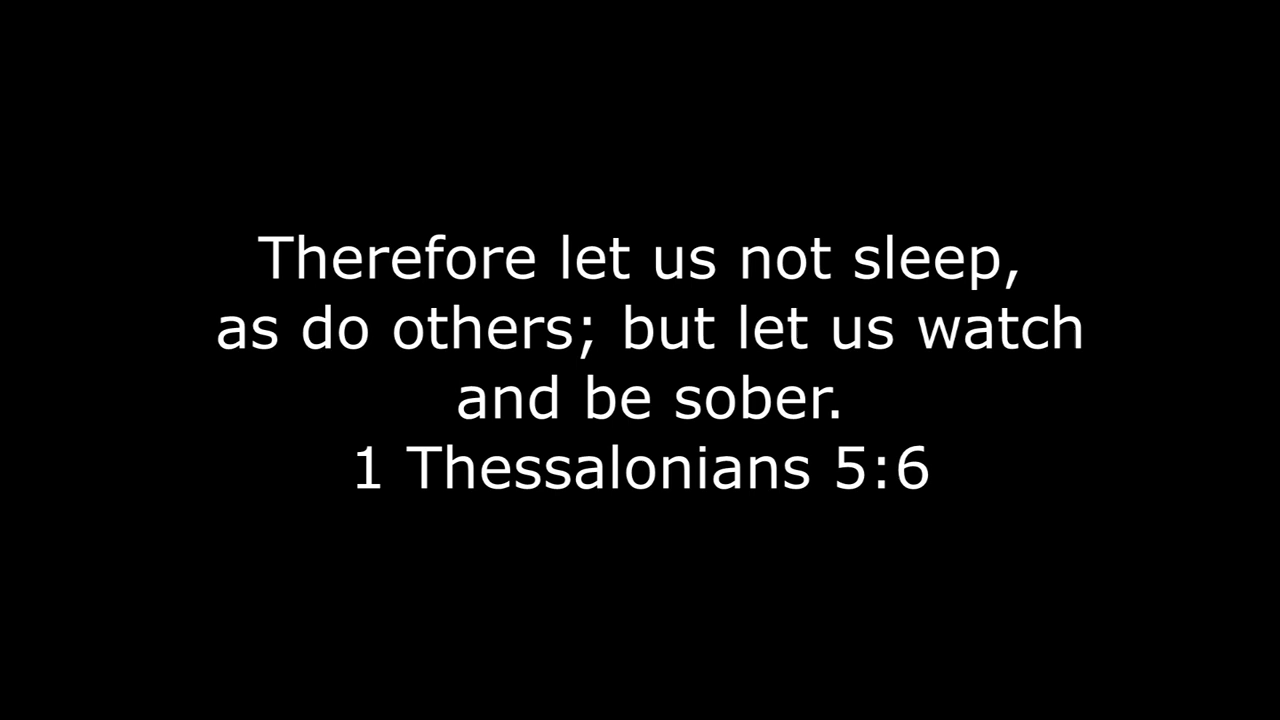 Therefore let us not sleep,
as do others; but let us watch
and be sober.
1 Thessalonians 5:6